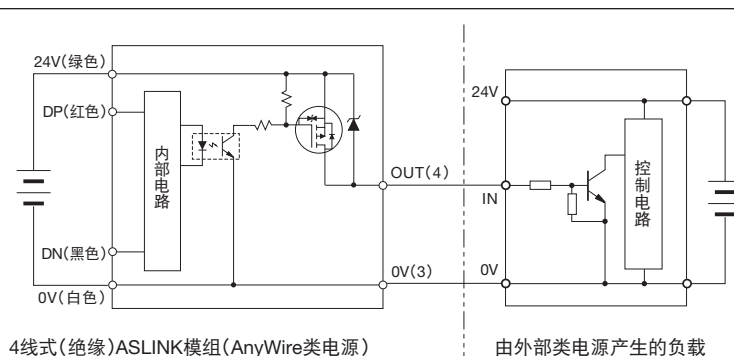 24V(绿色)
DP(红色)
内部电路
DN(黑色)
0V(白色)
OUT(4)
0V(3)
24V
IN
0V
控制电路
4线式(绝缘)ASLINK模组(AnyWire类电源)
由外部类电源产生的负载